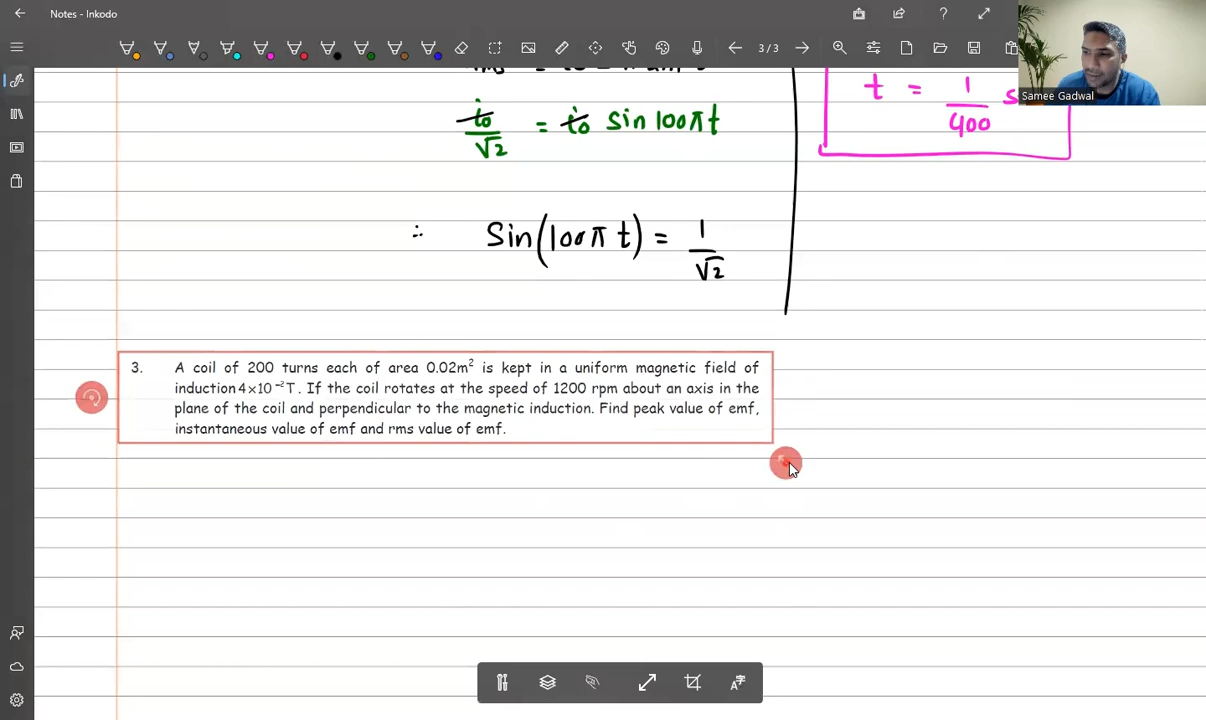 Notes - Inkodo
3/3
Samee Gadwal
i₀/√2 = i₀ sin 100πt
t = 1/400
∴ Sin(100π t) = 1/√2
3. A coil of 200 turns each of area 0.02m² is kept in a uniform magnetic field of
induction 4×10⁻²T. If the coil rotates at the speed of 1200 rpm about an axis in the
plane of the coil and perpendicular to the magnetic induction. Find peak value of emf,
instantaneous value of emf and rms value of emf.